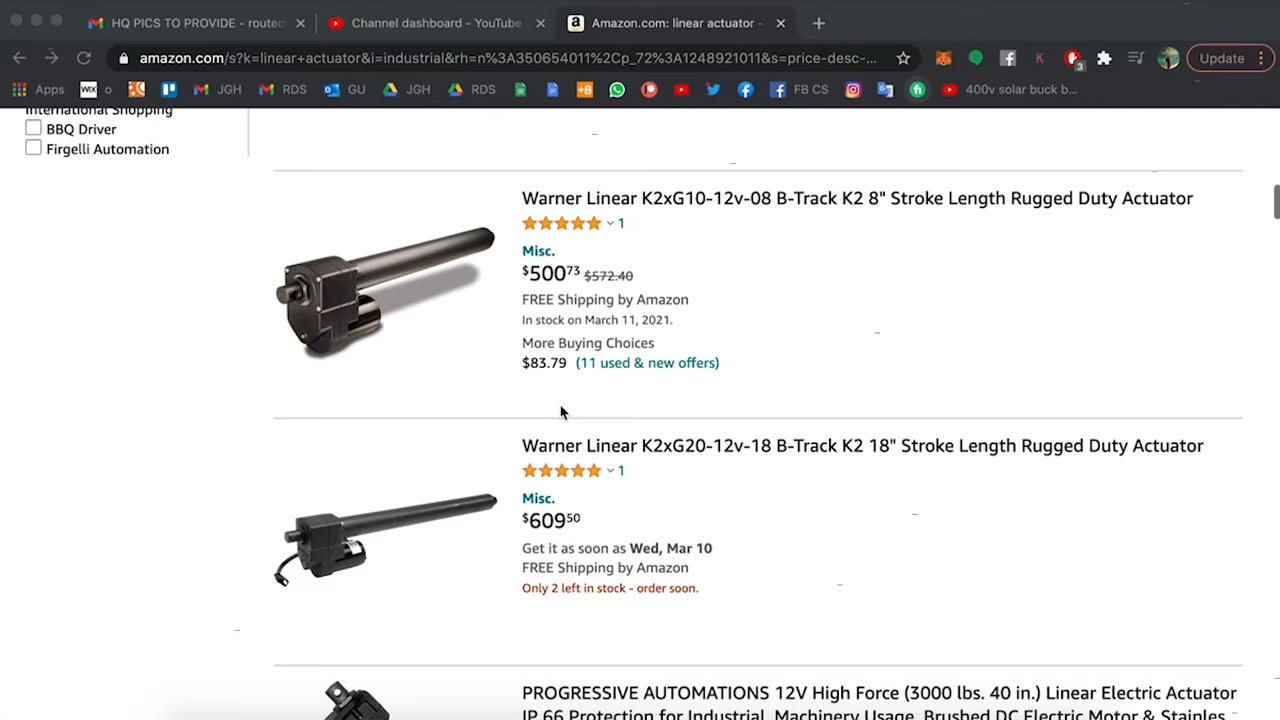 HQ PICS TO PROVIDE - routed
Channel dashboard - YouTube
Amazon.com: linear actuator -
amazon.com/s?k=linear+actuator&i=industrial&rh=n%3A350654011%2Cp_72%3A1248921011&s=price-desc-...
3
Update
Apps
WIX
o
JGH
RDS
GU
JGH
RDS
+B
FB CS
400v solar buck b...
International Shopping
BBQ Driver
Firgelli Automation
Warner Linear K2xG10-12v-08 B-Track K2 8" Stroke Length Rugged Duty Actuator
1
Misc.
$500⁷³ $572.40
FREE Shipping by Amazon
In stock on March 11, 2021.
More Buying Choices
$83.79 (11 used & new offers)
Warner Linear K2xG20-12v-18 B-Track K2 18" Stroke Length Rugged Duty Actuator
1
Misc.
$609⁵⁰
Get it as soon as Wed, Mar 10
FREE Shipping by Amazon
Only 2 left in stock - order soon.
PROGRESSIVE AUTOMATIONS 12V High Force (3000 lbs. 40 in.) Linear Electric Actuator
IP 66 Protection for Industrial, Machinery Usage, Brushed DC Electric Motor & Stainles